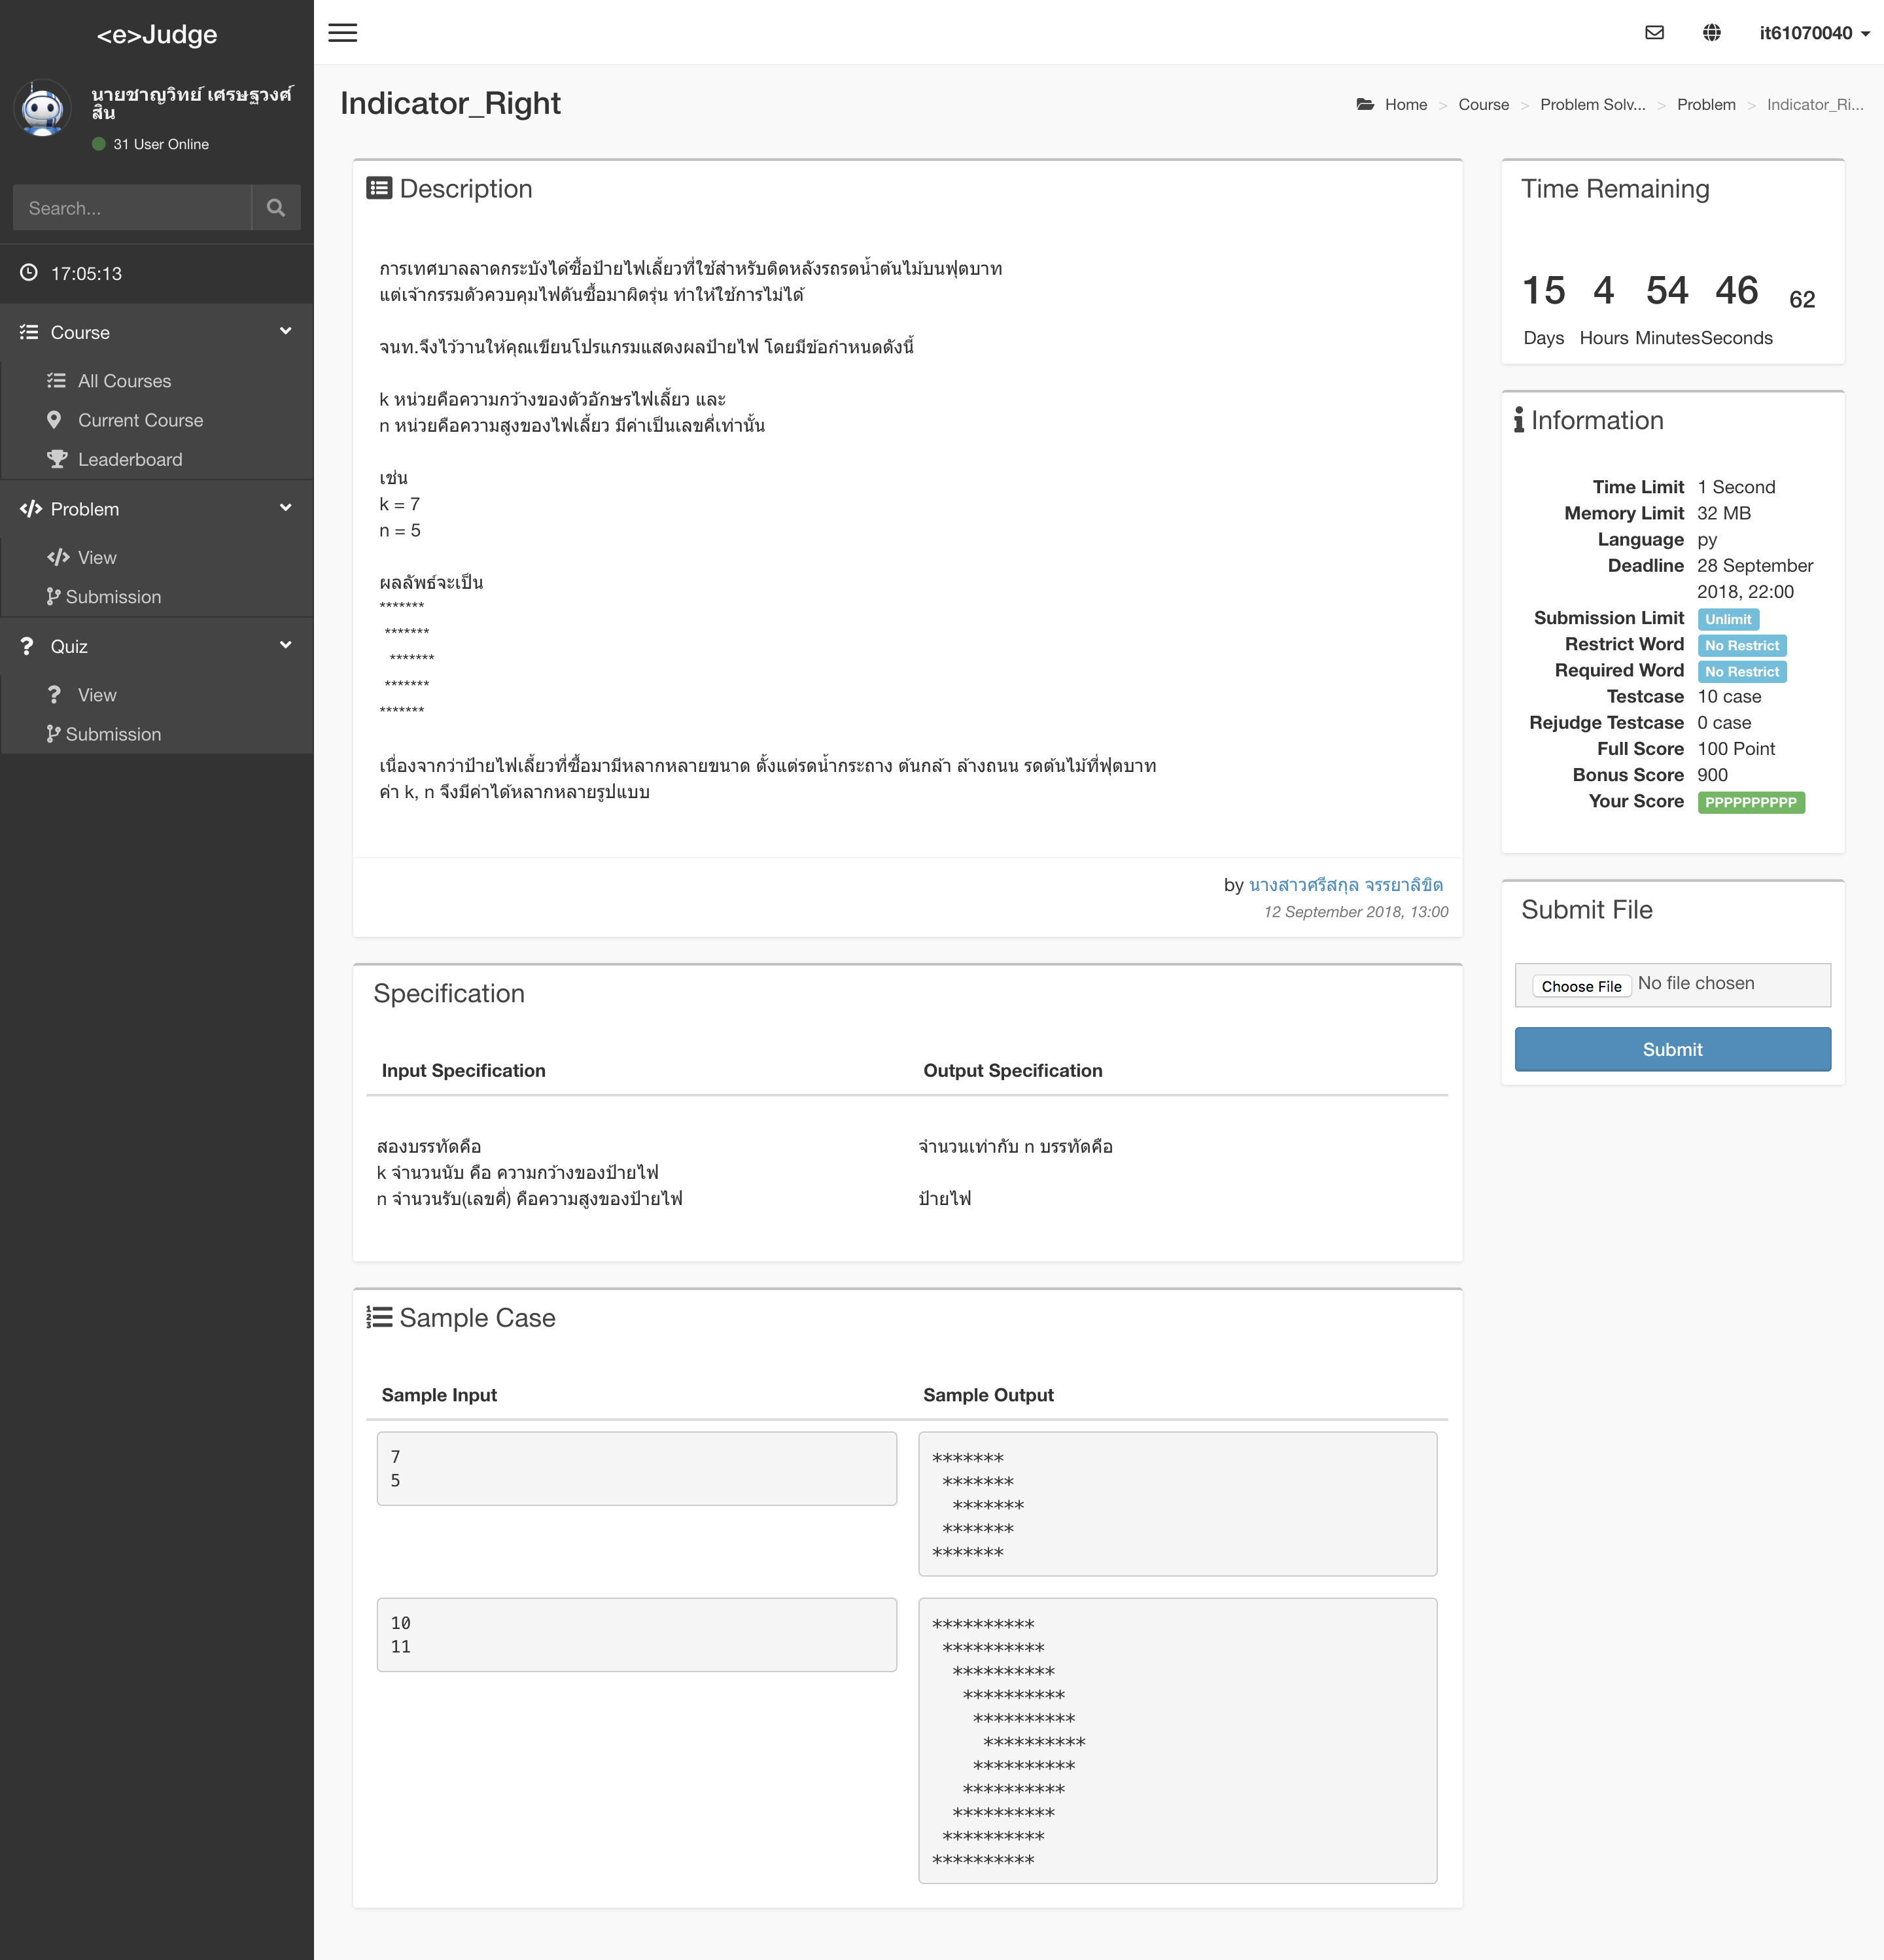 <e>Judge
นายชาญวิทย์ เศรษฐวงศ์
สิน
31 User Online
Search...
17:05:13
Course
All Courses
Current Course
Leaderboard
Problem
View
Submission
Quiz
View
Submission
it61070040
Indicator_Right
Home > Course > Problem Solv... > Problem > Indicator_Ri...
Description
การเทศบาลลาดกระบังได้ซื้อป้ายไฟเลี้ยวที่ใช้สำหรับติดหลังรถรดน้ำต้นไม้บนฟุตบาท
แต่เจ้ากรรมตัวควบคุมไฟดันซื้อมาผิดรุ่น ทำให้ใช้การไม่ได้
จนท.จึงไว้วานให้คุณเขียนโปรแกรมแสดงผลป้ายไฟ โดยมีข้อกำหนดดังนี้
k หน่วยคือความกว้างของตัวอักษรไฟเลี้ยว และ
n หน่วยคือความสูงของไฟเลี้ยว มีค่าเป็นเลขคี่เท่านั้น
เช่น
k = 7
n = 5
ผลลัพธ์จะเป็น
*******
 *******
  *******
 *******
*******
เนื่องจากว่าป้ายไฟเลี้ยวที่ซื้อมามีหลากหลายขนาด ตั้งแต่รดน้ำกระถาง ต้นกล้า ล้างถนน รดต้นไม้ที่ฟุตบาท
ค่า k, n จึงมีค่าได้หลากหลายรูปแบบ
by นางสาวศรีสกุล จรรยาลิขิต
12 September 2018, 13:00
Specification
Input Specification
Output Specification
สองบรรทัดคือ
k จำนวนนับ คือ ความกว้างของป้ายไฟ
n จำนวนรับ(เลขคี่) คือความสูงของป้ายไฟ
จำนวนเท่ากับ n บรรทัดคือ
ป้ายไฟ
Sample Case
Sample Input
Sample Output
7
5
*******
 *******
  *******
 *******
*******
10
11
**********
 **********
  **********
   **********
    **********
     **********
    **********
   **********
  **********
 **********
**********
Time Remaining
15 4 54 46 62
Days Hours Minutes Seconds
Information
Time Limit 1 Second
Memory Limit 32 MB
Language py
Deadline 28 September
2018, 22:00
Submission Limit Unlimit
Restrict Word No Restrict
Required Word No Restrict
Testcase 10 case
Rejudge Testcase 0 case
Full Score 100 Point
Bonus Score 900
Your Score PPPPPPPPPP
Submit File
Choose File No file chosen
Submit